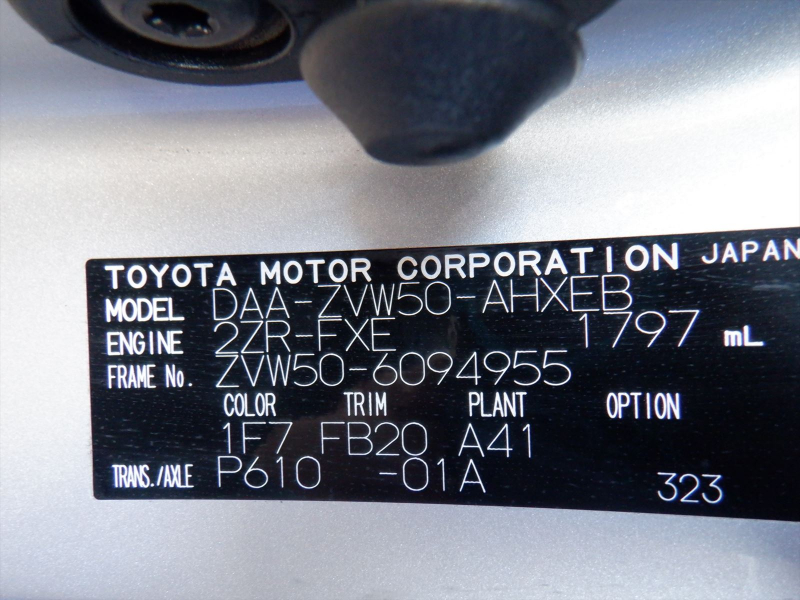 TOYOTA MOTOR CORPORATION JAPAN
MODEL DAA-ZVW50-AHXEB
ENGINE 2ZR-FXE 1797 mL
FRAME No. ZVW50-6094955
COLOR TRIM PLANT OPTION
1F7 FB20 A41
TRANS./AXLE P610 -01A
323